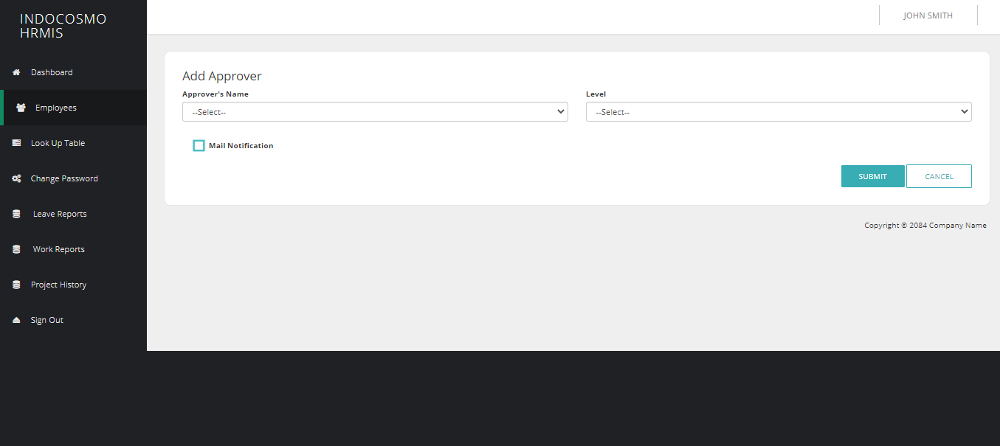 INDOCOSMO
HRMIS
JOHN SMITH
Dashboard
Employees
Look Up Table
Change Password
Leave Reports
Work Reports
Project History
Sign Out
Add Approver
Approver's Name Level
--Select-- --Select--
Mail Notification
SUBMIT CANCEL
Copyright © 2084 Company Name